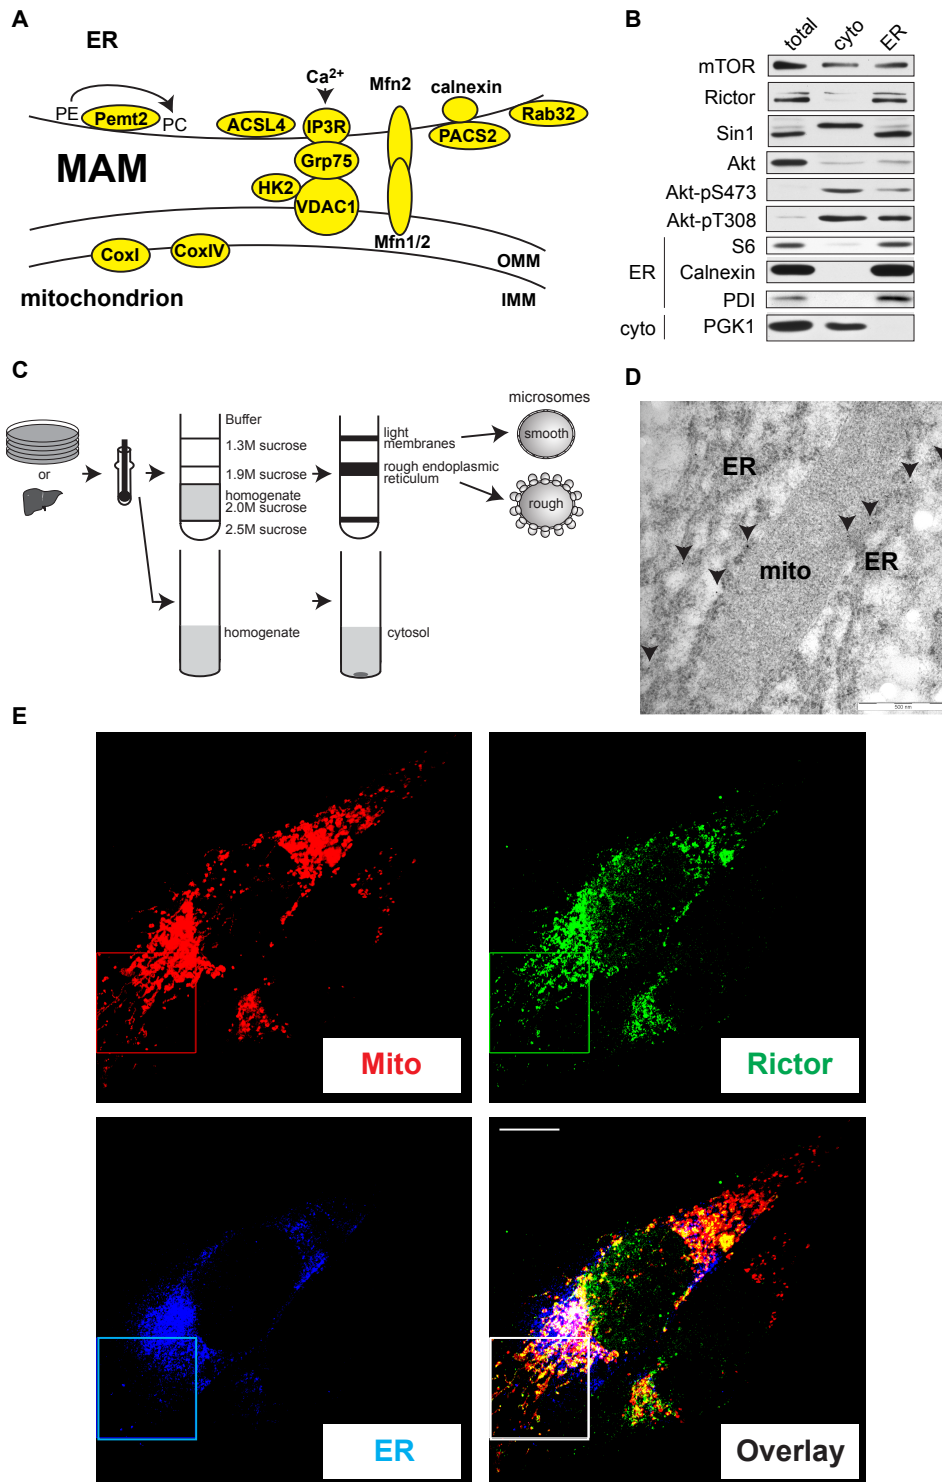 A
ER
Ca2+
Mfn2
calnexin
PE
Pemt2
PC
ACSL4
IP3R
PACS2
Rab32
MAM
Grp75
HK2
VDAC1
Mfn1/2
CoxI
CoxIV
OMM
mitochondrion
IMM
B
total cyto ER
mTOR
Rictor
Sin1
Akt
Akt-pS473
Akt-pT308
S6
ER Calnexin
PDI
cyto PGK1
C
Buffer
1.3M sucrose
1.9M sucrose
homogenate
2.0M sucrose
2.5M sucrose
or
light
membranes
rough endoplasmic
reticulum
microsomes
smooth
rough
homogenate
cytosol
D
ER
mito
ER
500 nm
E
Mito
Rictor
ER
Overlay